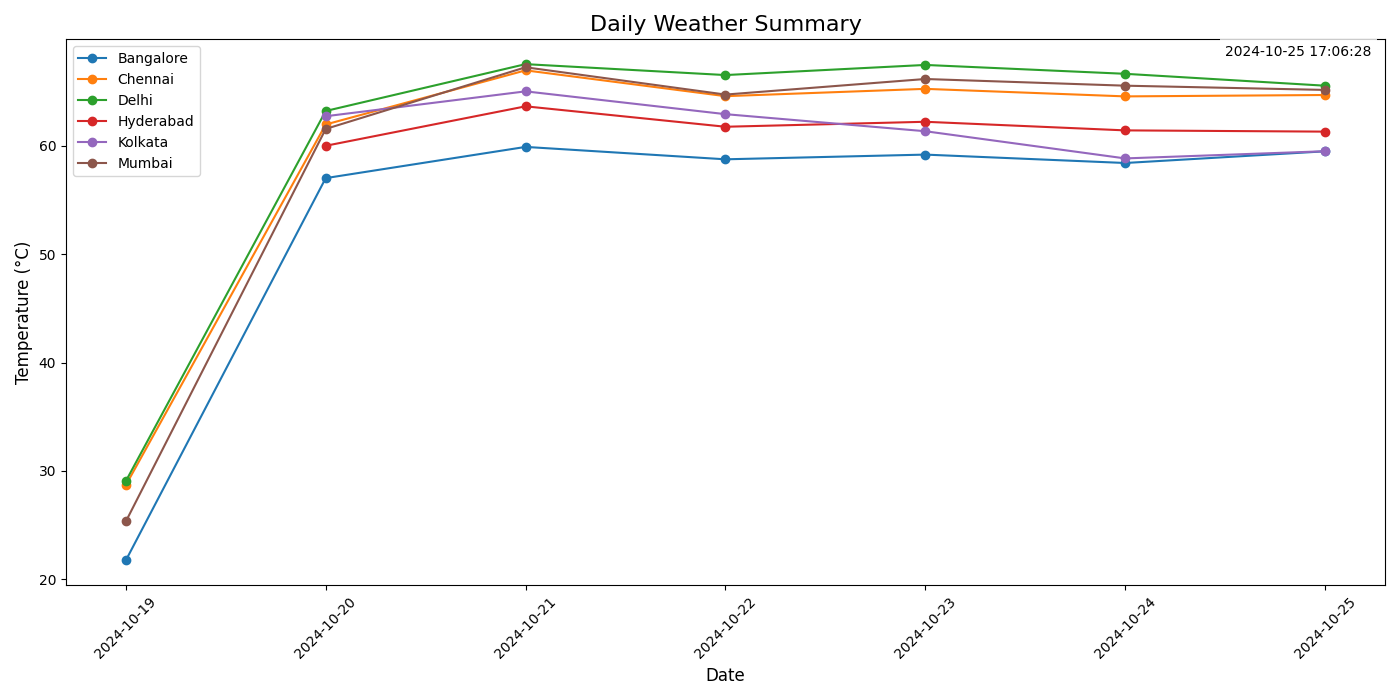 Daily Weather Summary
2024-10-25 17:06:28
Bangalore
Chennai
Delhi
Hyderabad
Kolkata
Mumbai
Temperature (°C)
60
50
40
30
20
2024-10-19
2024-10-20
2024-10-21
2024-10-22
2024-10-23
2024-10-24
2024-10-25
Date